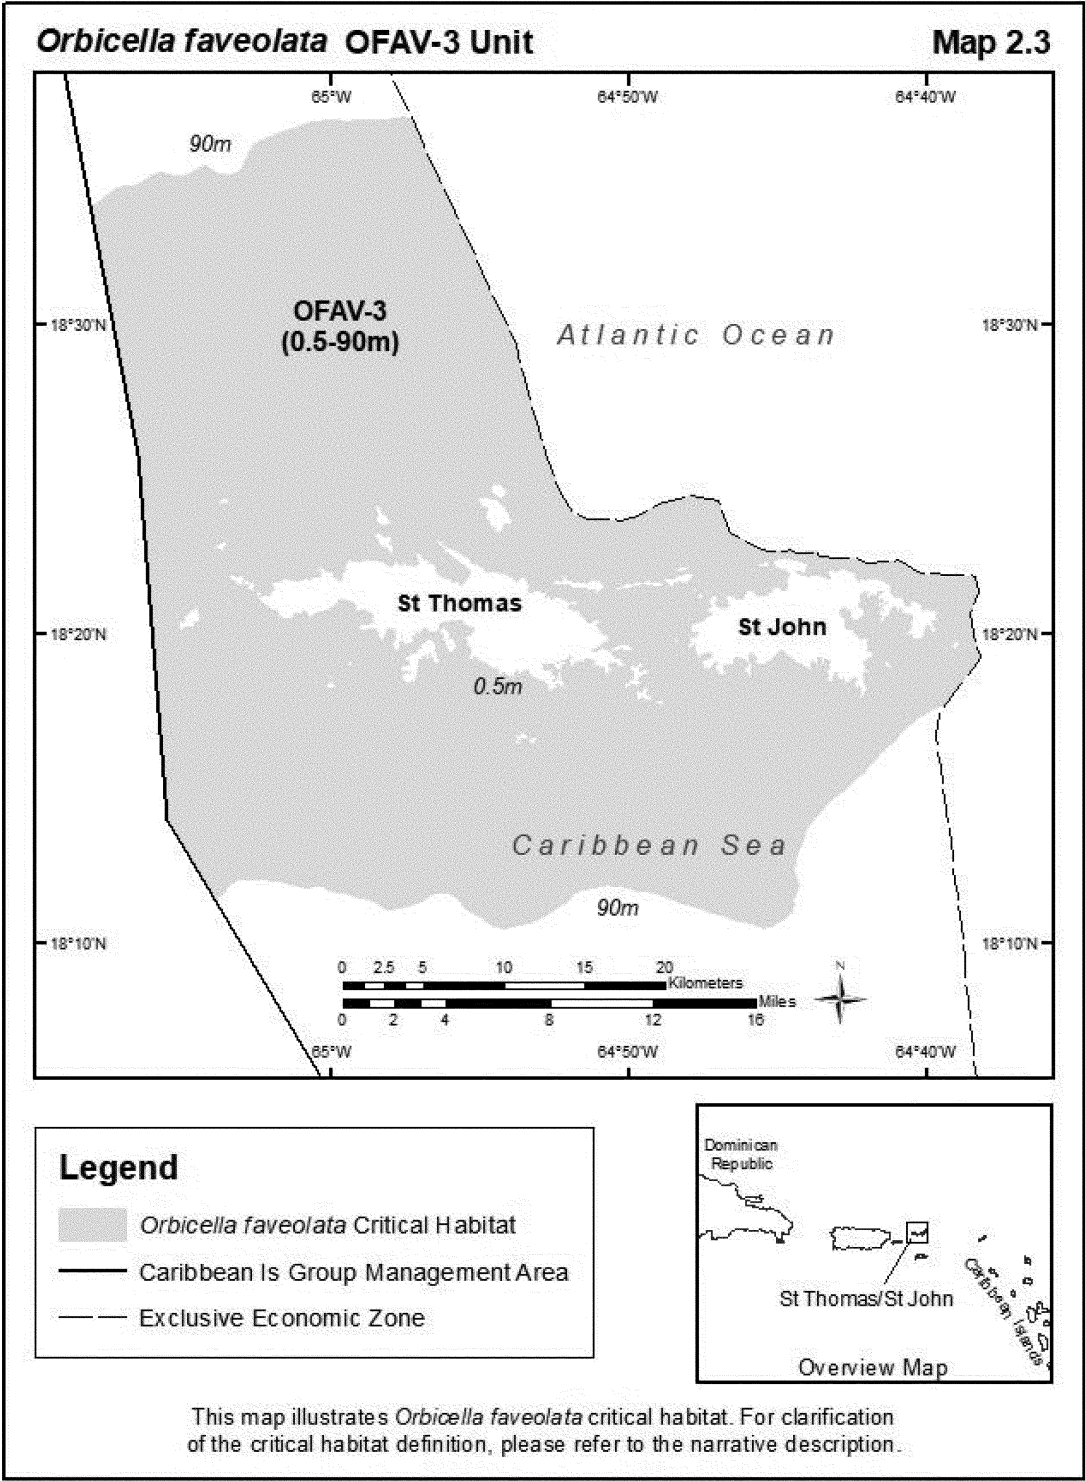 Orbicella faveolata OFAV-3 Unit
Map 2.3
65°W
64°50'W
64°40'W
90m
OFAV-3
(0.5-90m)
18°30'N
Atlantic Ocean
18°30'N
St Thomas
St John
18°20'N
18°20'N
0.5m
Caribbean Sea
90m
18°10'N
18°10'N
0 2.5 5 10 15 20
Kilometers
Miles
0 2 4 8 12 16
N
65°W
64°50'W
64°40'W
Legend
Orbicella faveolata Critical Habitat
Caribbean Is Group Management Area
Exclusive Economic Zone
Dominican
Republic
Caribbean Islands
St Thomas/St John
Overview Map
This map illustrates Orbicella faveolata critical habitat. For clarification
of the critical habitat definition, please refer to the narrative description.